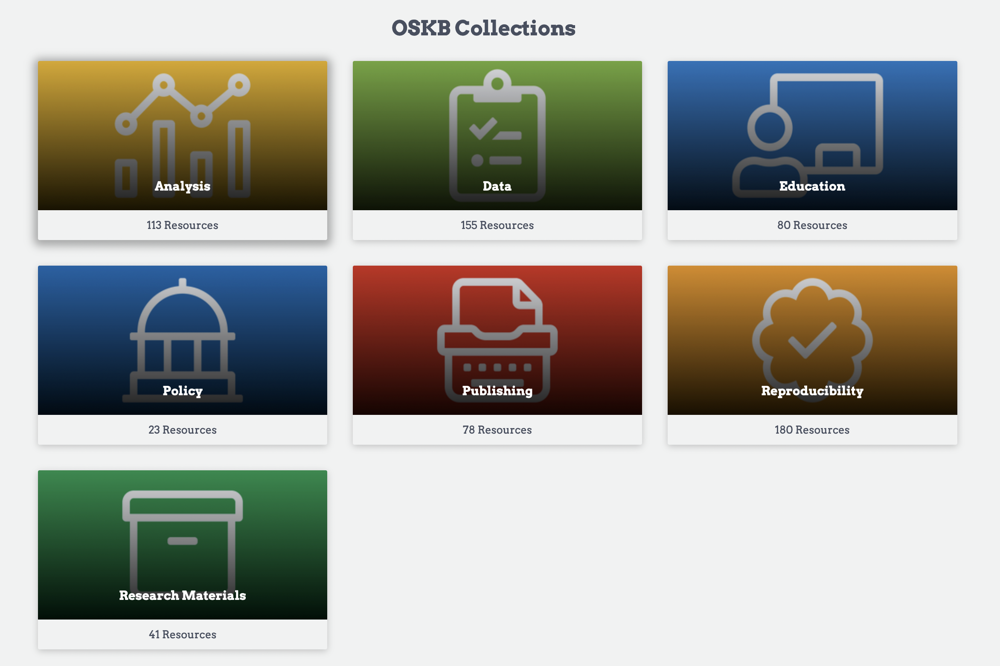 OSKB Collections
Analysis
113 Resources
Data
155 Resources
Education
80 Resources
Policy
23 Resources
Publishing
78 Resources
Reproducibility
180 Resources
Research Materials
41 Resources